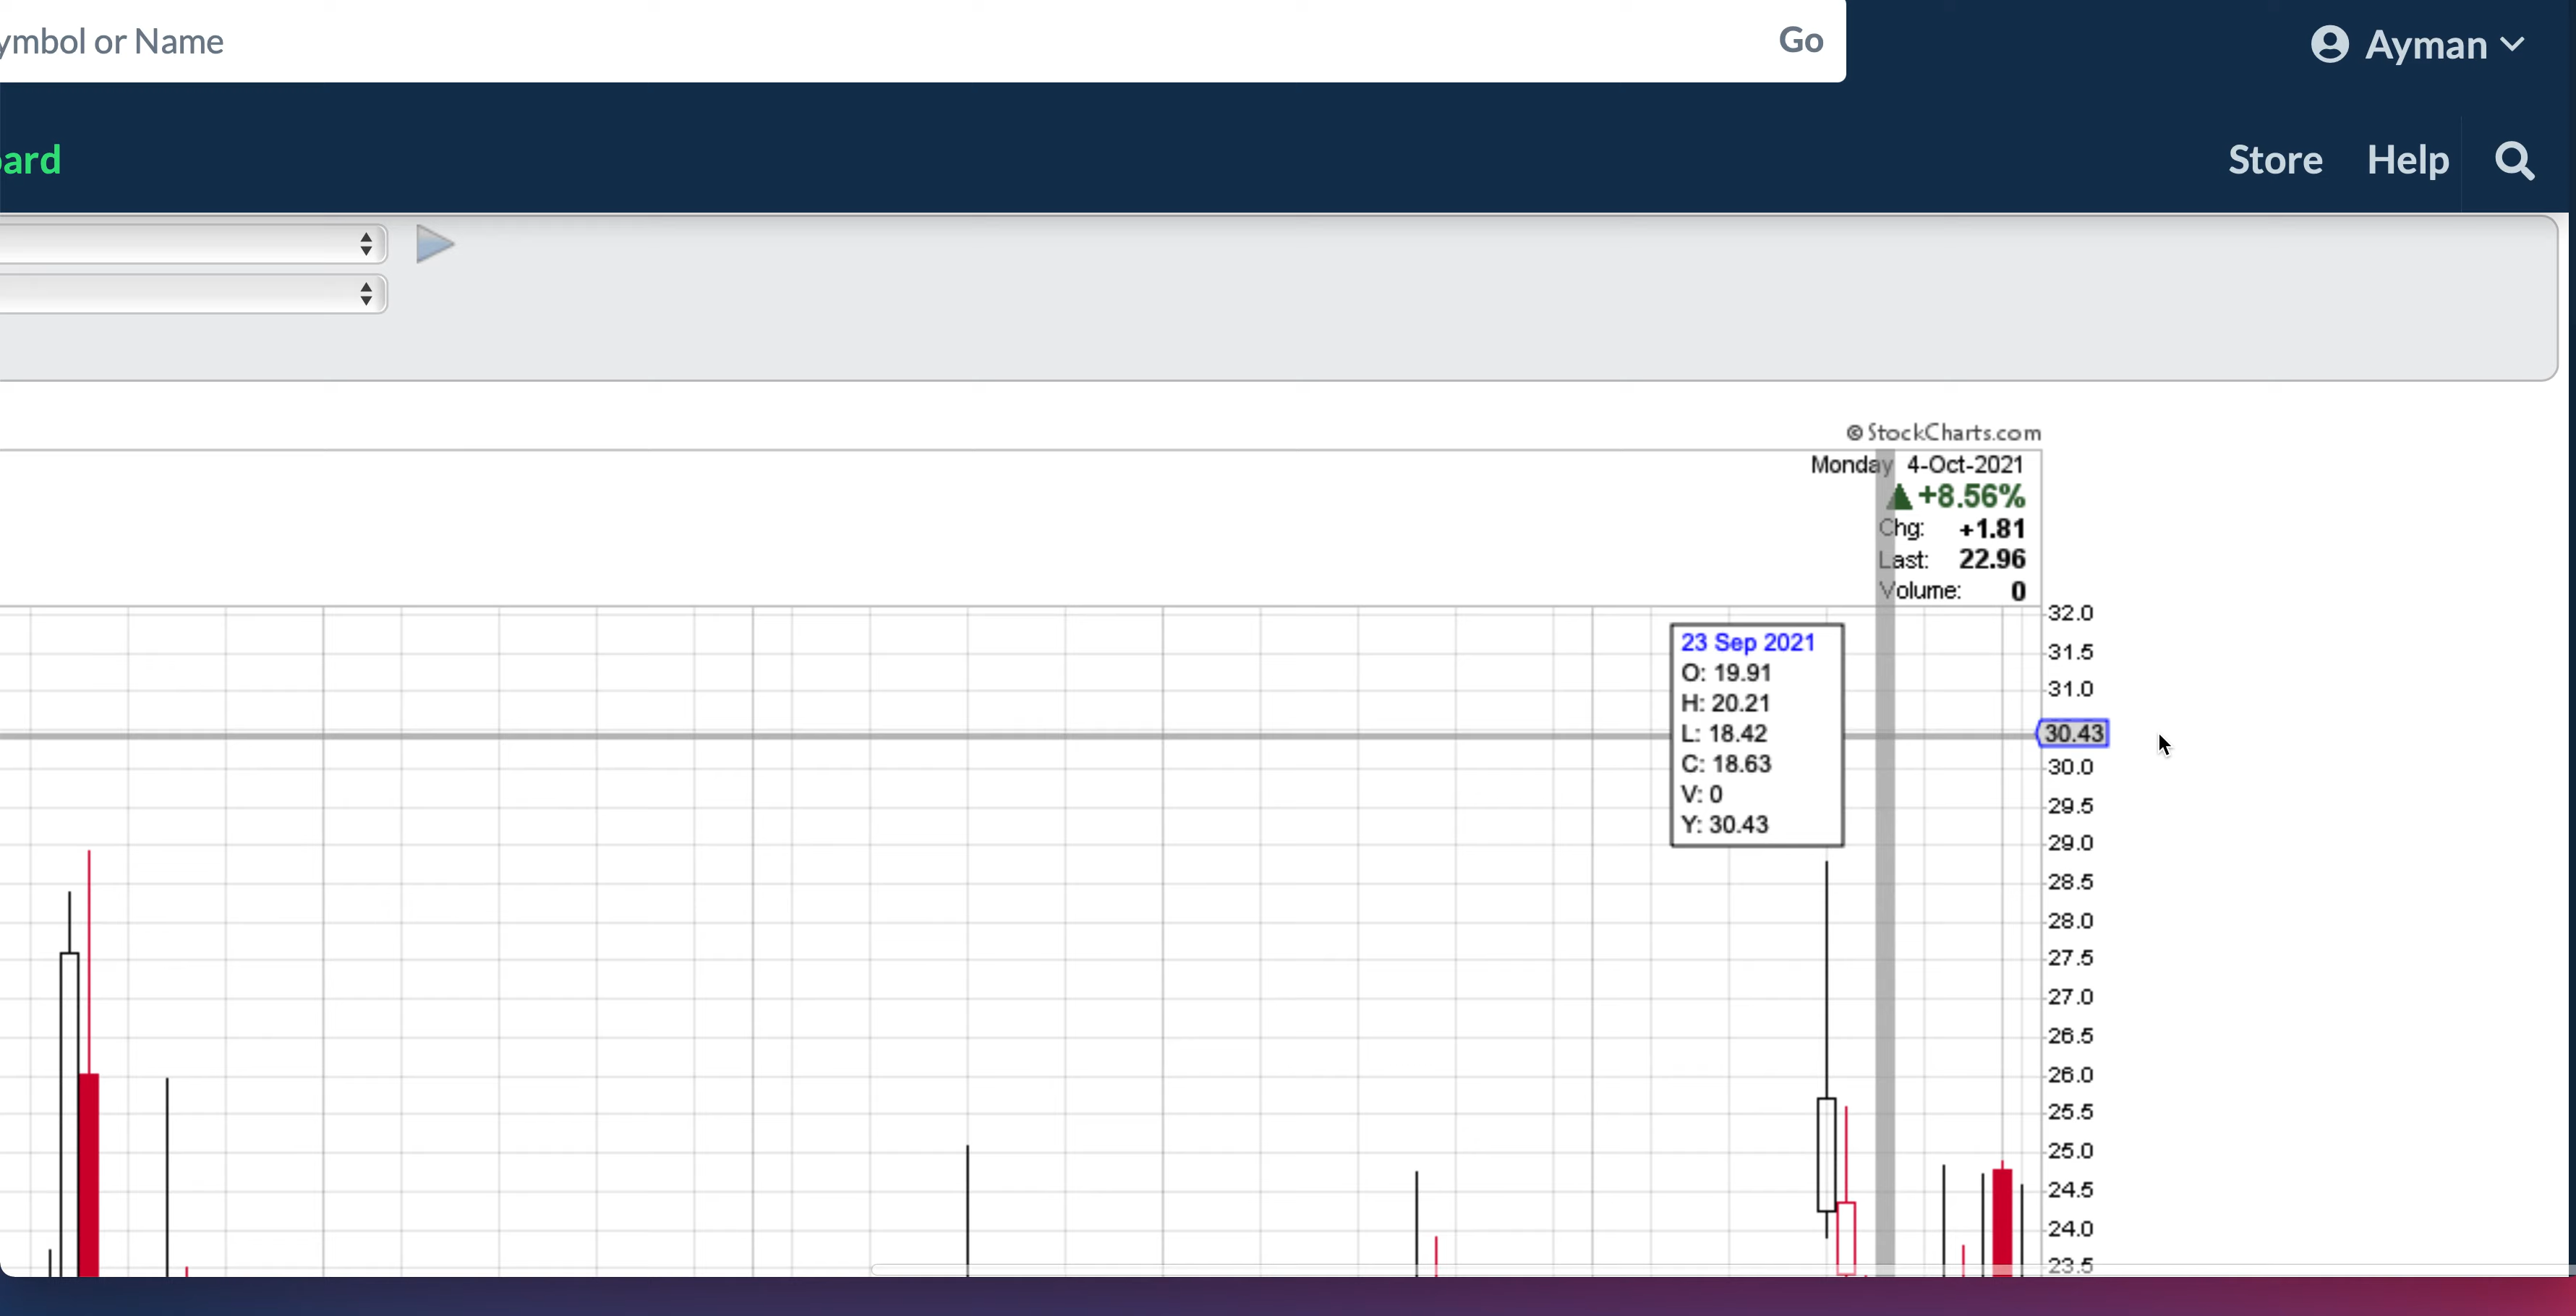 ymbol or Name
Go
Ayman
ard
Store
Help
© StockCharts.com
Monday 4-Oct-2021
+8.56%
Chg: +1.81
Last: 22.96
Volume: 0
23 Sep 2021
O: 19.91
H: 20.21
L: 18.42
C: 18.63
V: 0
Y: 30.43
32.0
31.5
31.0
30.43
30.0
29.5
29.0
28.5
28.0
27.5
27.0
26.5
26.0
25.5
25.0
24.5
24.0
23.5